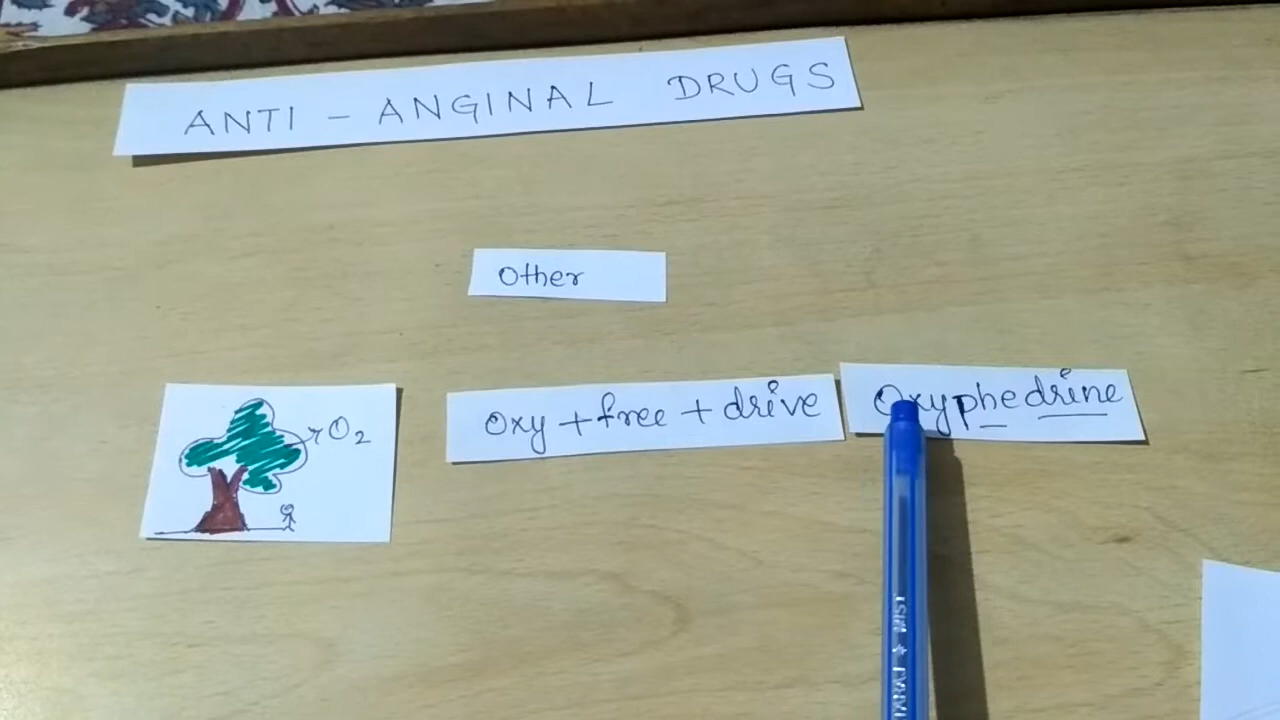 ANTI - ANGINAL DRUGS
Other
O2
Oxy + free + drive
Oxyphedrine